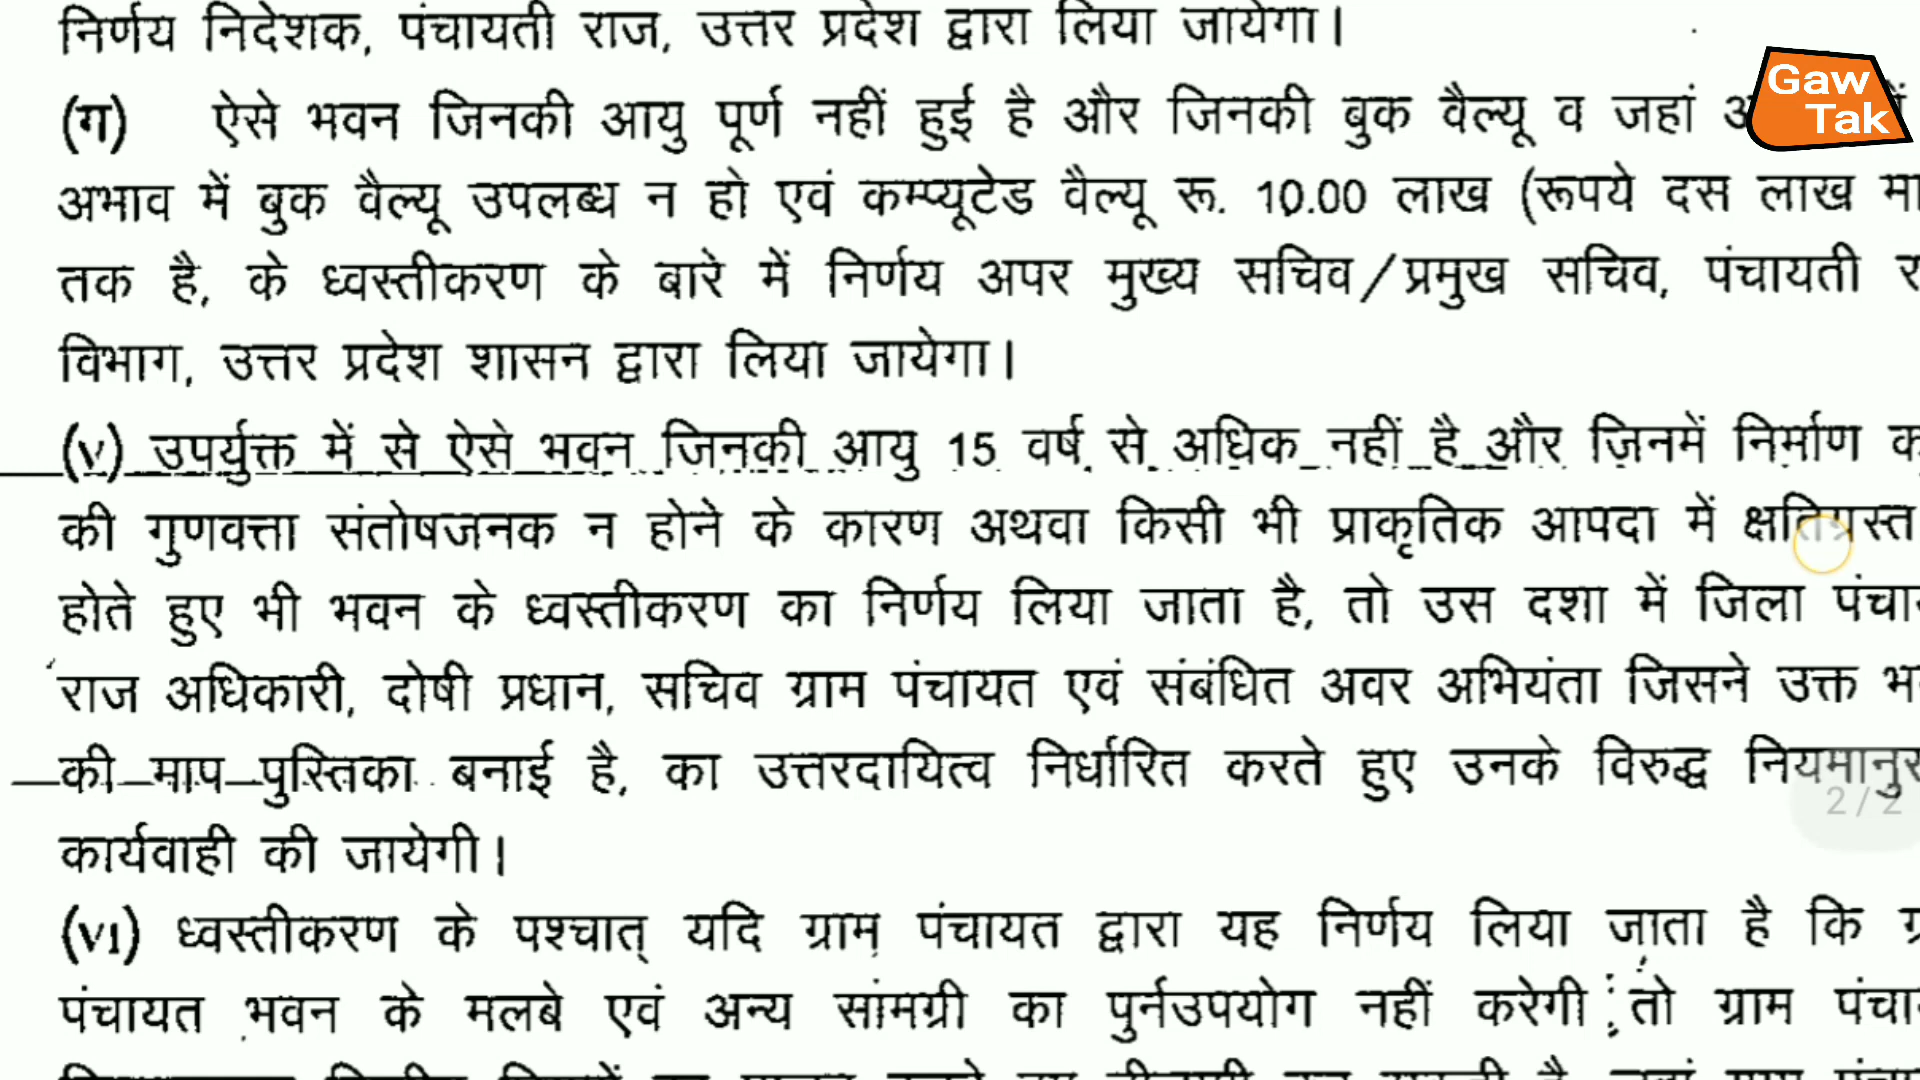 निर्णय निदेशक, पंचायती राज, उत्तर प्रदेश द्वारा लिया जायेगा।
Gaw
Tak
(ग) ऐसे भवन जिनकी आयु पूर्ण नहीं हुई है और जिनकी बुक वैल्यू व जहां
अभाव में बुक वैल्यू उपलब्ध न हो एवं कम्प्यूटेड वैल्यू रू. 10.00 लाख (रूपये दस लाख
तक है, के ध्वस्तीकरण के बारे में निर्णय अपर मुख्य सचिव/प्रमुख सचिव, पंचायती
विभाग, उत्तर प्रदेश शासन द्वारा लिया जायेगा।
(v) उपर्युक्त में से ऐसे भवन जिनकी आयु 15 वर्ष से अधिक नहीं है और जिनमें निर्माण
की गुणवत्ता संतोषजनक न होने के कारण अथवा किसी भी प्राकृतिक आपदा में क्षतिग्रस्त
होते हुए भी भवन के ध्वस्तीकरण का निर्णय लिया जाता है, तो उस दशा में जिला
राज अधिकारी, दोषी प्रधान, सचिव ग्राम पंचायत एवं संबंधित अवर अभियंता जिसने उक्त
की माप पुस्तिका बनाई है, का उत्तरदायित्व निर्धारित करते हुए उनके विरुद्ध
2/2
कार्यवाही की जायेगी।
(vı) ध्वस्तीकरण के पश्चात् यदि ग्राम पंचायत द्वारा यह निर्णय लिया जाता है कि
पंचायत भवन के मलबे एवं अन्य सामग्री का पुर्नउपयोग नहीं करेगी तो ग्राम